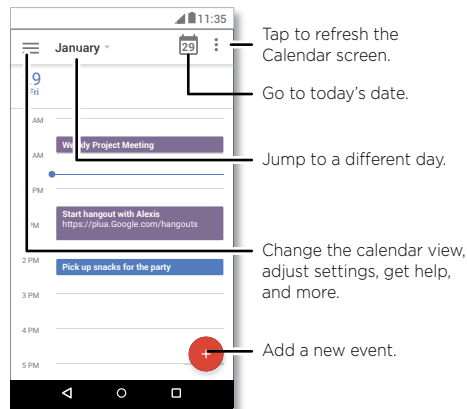 11:35
January
29
9
Fri
AM
Weekly Project Meeting
AM
PM
PM
Start hangout with Alexis
https://plua.Google.com/hangouts
2 PM
Pick up snacks for the party
3 PM
4 PM
5 PM
+
Tap to refresh the
Calendar screen.
Go to today’s date.
Jump to a different day.
Change the calendar view,
adjust settings, get help,
and more.
Add a new event.